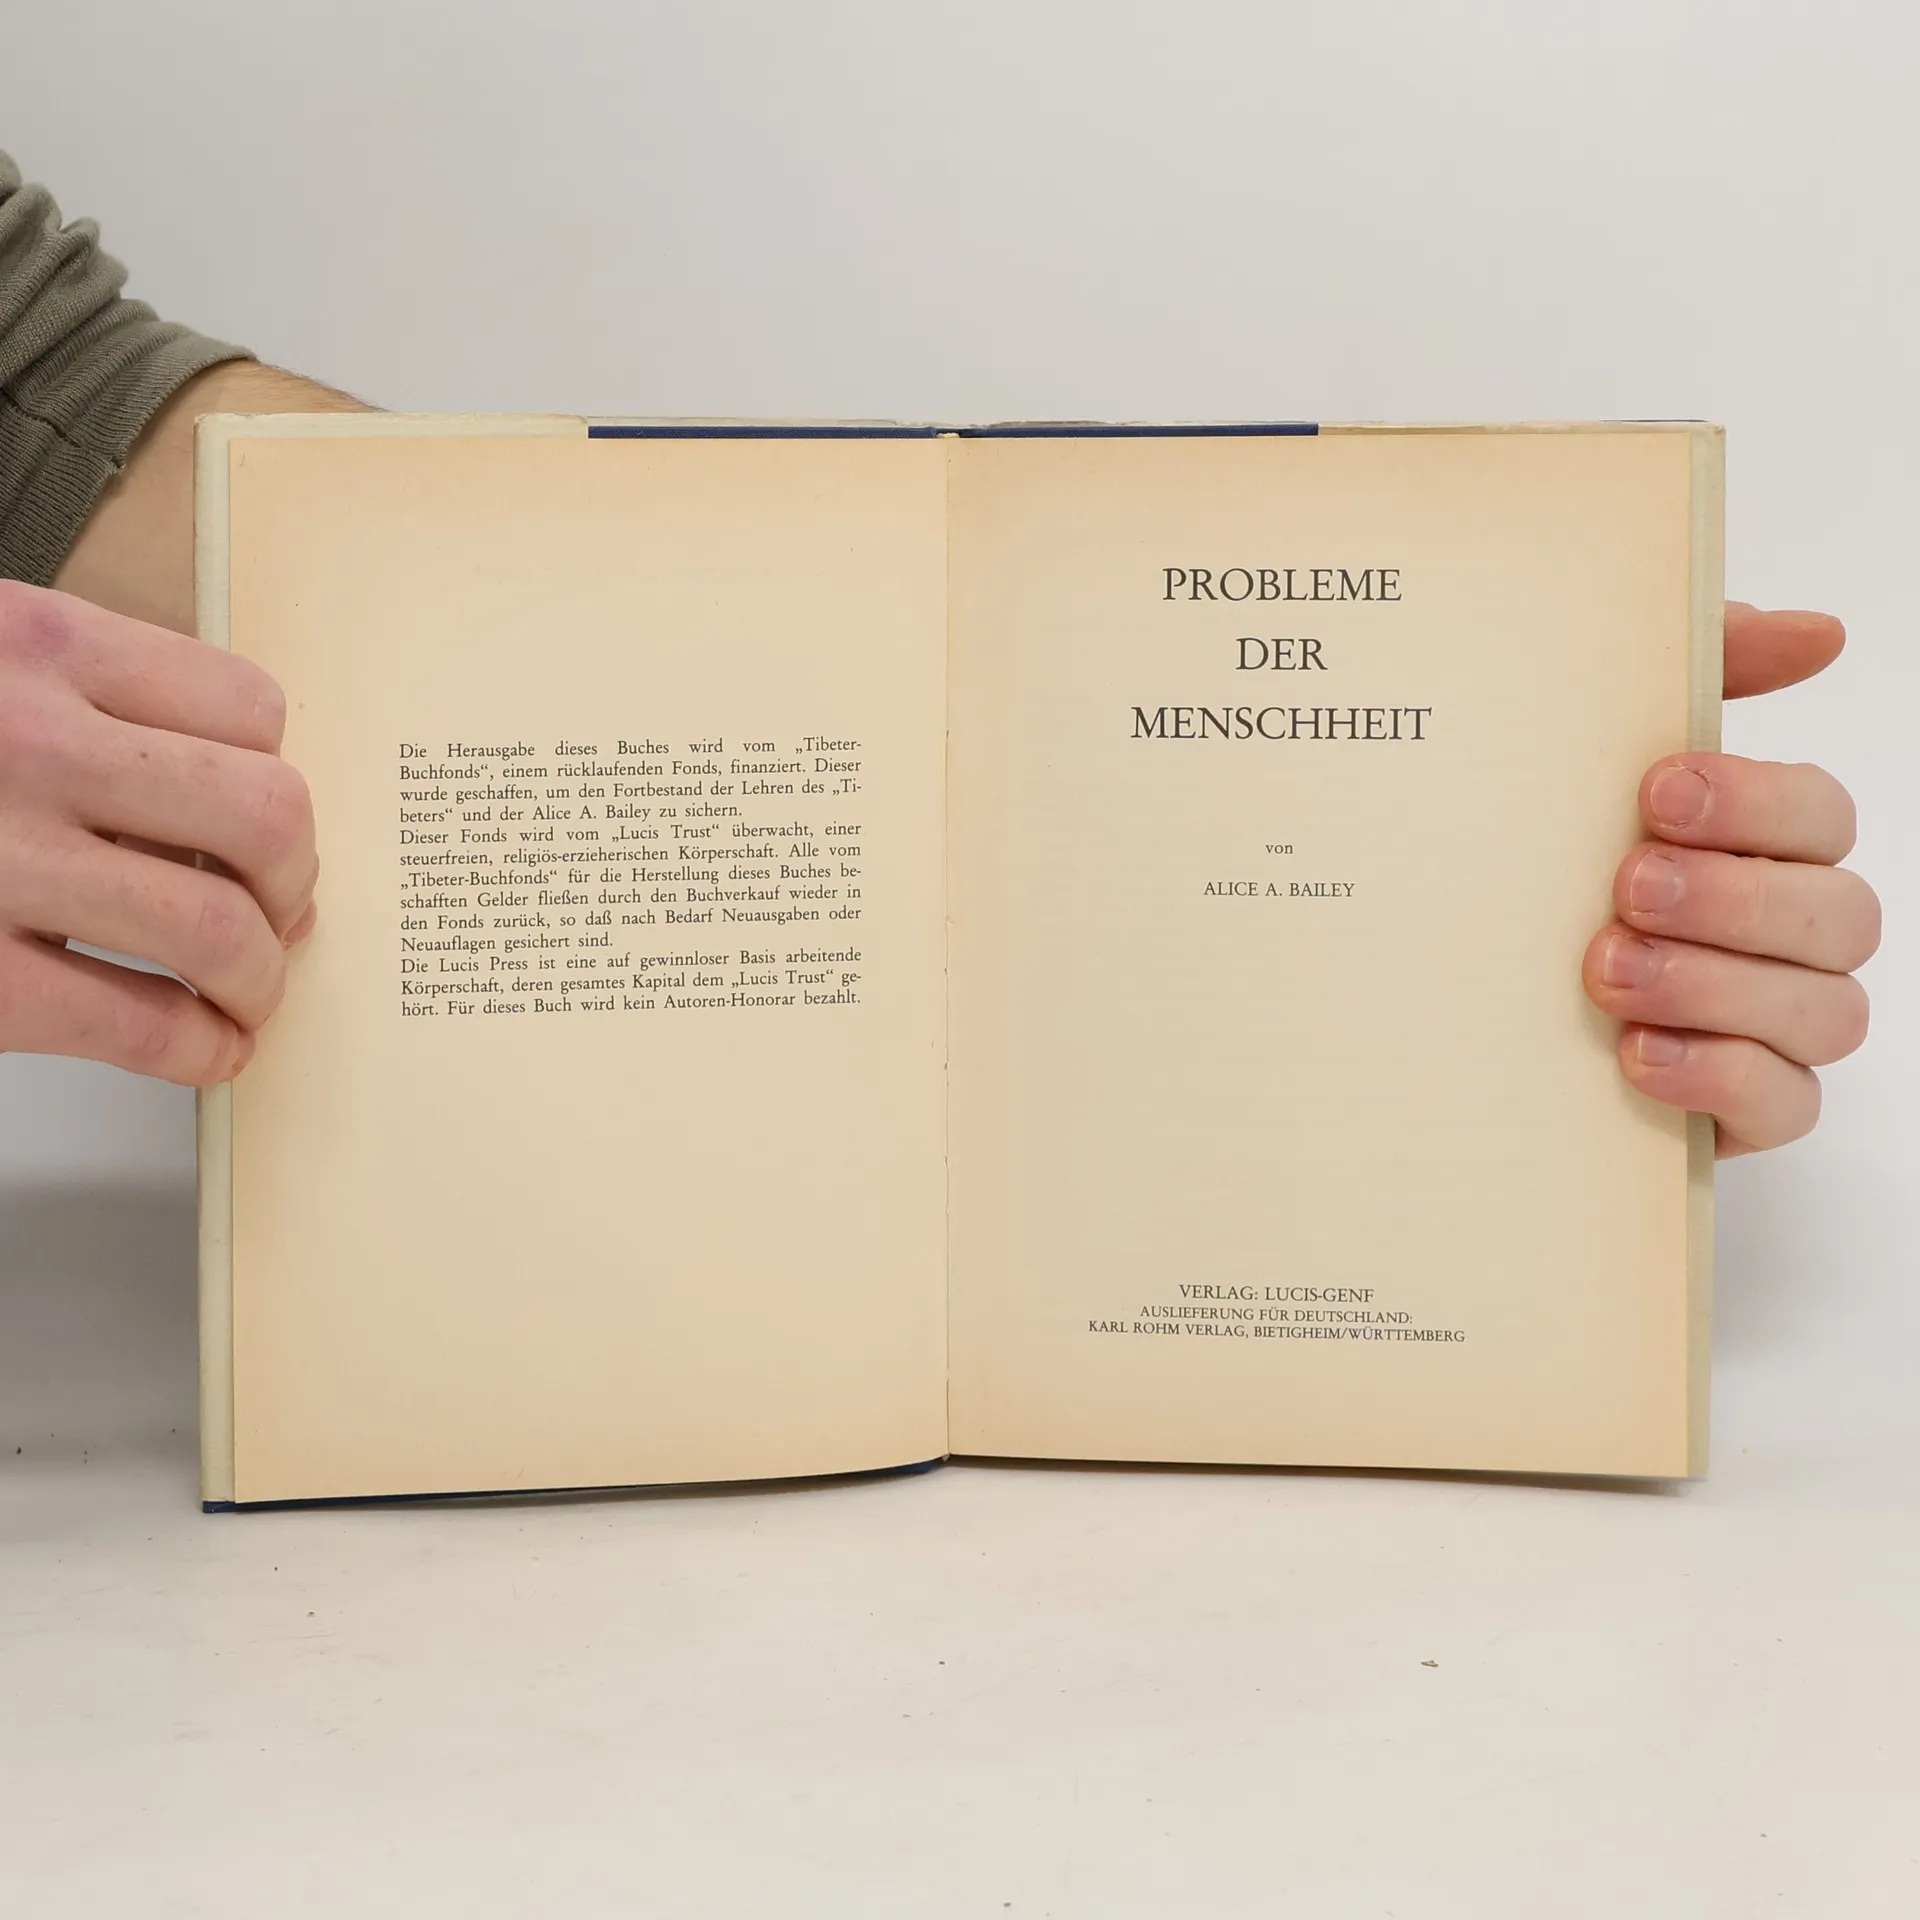 Die Herausgabe dieses Buches wird vom „Tibeter-
Buchfonds“, einem rücklaufenden Fonds, finanziert. Dieser
wurde geschaffen, um den Fortbestand der Lehren des „Ti-
beters“ und der Alice A. Bailey zu sichern.
Dieser Fonds wird vom „Lucis Trust“ überwacht, einer
steuerfreien, religiös-erzieherischen Körperschaft. Alle vom
„Tibeter-Buchfonds“ für die Herstellung dieses Buches be-
schafften Gelder fließen durch den Buchverkauf wieder in
den Fonds zurück, so daß nach Bedarf Neuausgaben oder
Neuauflagen gesichert sind.
Die Lucis Press ist eine auf gewinnloser Basis arbeitende
Körperschaft, deren gesamtes Kapital dem „Lucis Trust“ ge-
hört. Für dieses Buch wird kein Autoren-Honorar bezahlt.
PROBLEME
DER
MENSCHHEIT
von
ALICE A. BAILEY
VERLAG: LUCIS-GENF
AUSLIEFERUNG FÜR DEUTSCHLAND:
KARL ROHM VERLAG, BIETIGHEIM/WÜRTTEMBERG